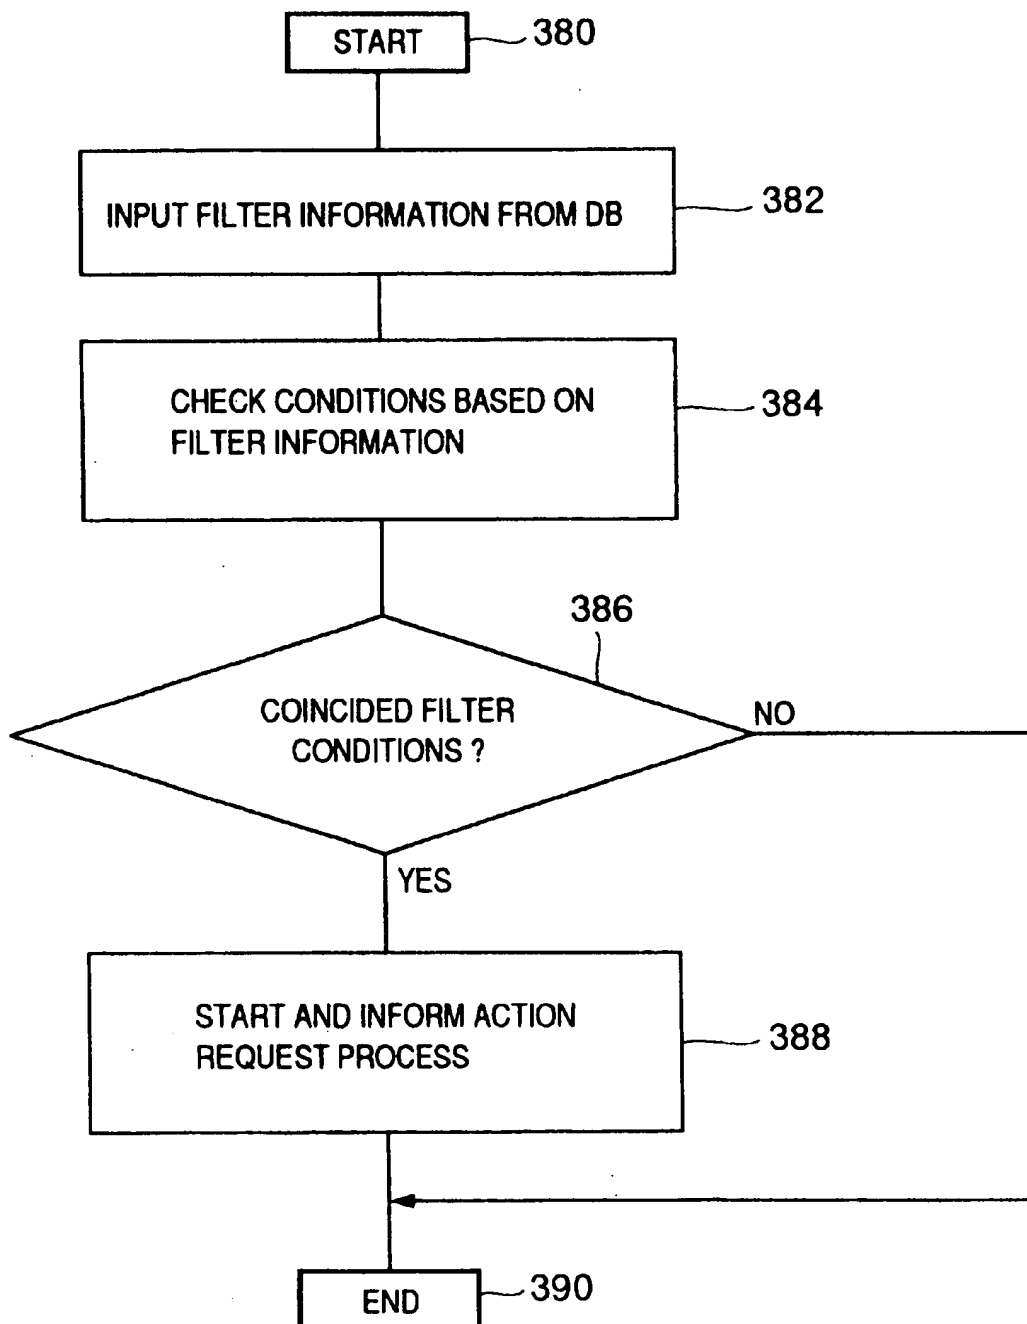 START
380
INPUT FILTER INFORMATION FROM DB
382
CHECK CONDITIONS BASED ON
FILTER INFORMATION
384
386
COINCIDED FILTER
CONDITIONS ?
NO
YES
START AND INFORM ACTION
REQUEST PROCESS
388
END
390